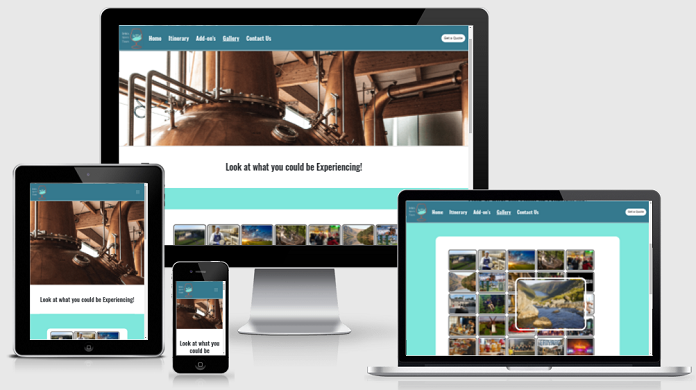 Home Itinerary Add-on's Gallery Contact Us Get a Quote
Look at what you could be Experiencing!
Look at what you could be Experiencing!
Look at what you
could be
Home Itinerary Add-on's Gallery Contact Us Get a Quote